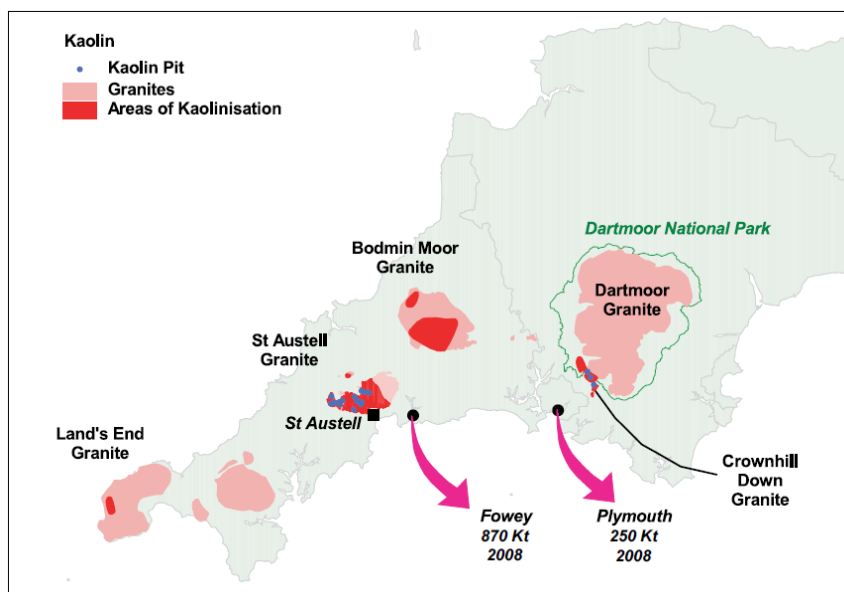 Kaolin
Kaolin Pit
Granites
Areas of Kaolinisation
Dartmoor National Park
Bodmin Moor
Granite
Dartmoor
Granite
St Austell
Granite
St Austell
Land's End
Granite
Crownhill
Down
Granite
Fowey
870 Kt
2008
Plymouth
250 Kt
2008